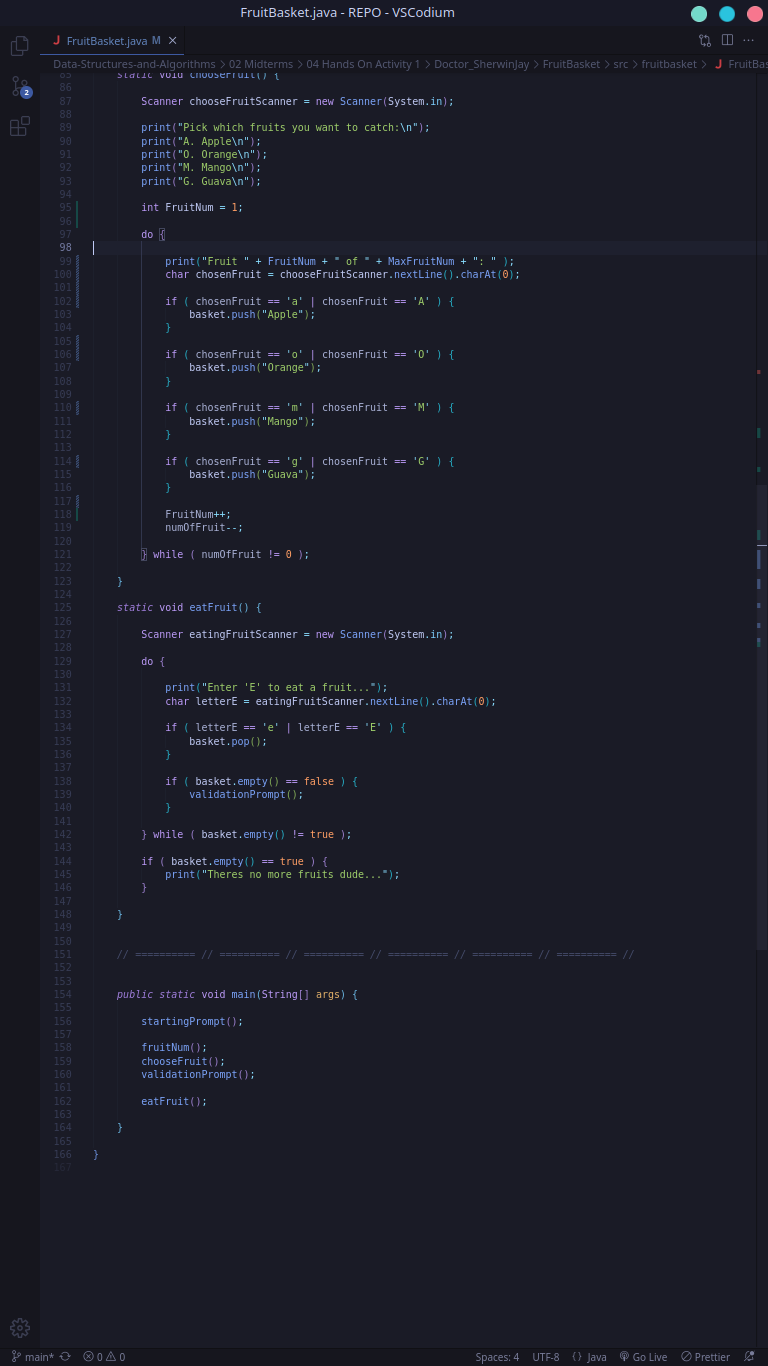 FruitBasket.java - REPO - VSCodium
FruitBasket.java M
Data-Structures-and-Algorithms > 02 Midterms > 04 Hands On Activity 1 > Doctor_SherwinJay > FruitBasket > src > fruitbasket > FruitBas
85 static void chooseFruit() {
86
87 Scanner chooseFruitScanner = new Scanner(System.in);
88
89 print("Pick which fruits you want to catch:\n");
90 print("A. Apple\n");
91 print("O. Orange\n");
92 print("M. Mango\n");
93 print("G. Guava\n");
94
95 int FruitNum = 1;
96
97 do {
98
99 print("Fruit " + FruitNum + " of " + MaxFruitNum + ": " );
100 char chosenFruit = chooseFruitScanner.nextLine().charAt(0);
101
102 if ( chosenFruit == 'a' | chosenFruit == 'A' ) {
103 basket.push("Apple");
104 }
105
106 if ( chosenFruit == 'o' | chosenFruit == 'O' ) {
107 basket.push("Orange");
108 }
109
110 if ( chosenFruit == 'm' | chosenFruit == 'M' ) {
111 basket.push("Mango");
112 }
113
114 if ( chosenFruit == 'g' | chosenFruit == 'G' ) {
115 basket.push("Guava");
116 }
117
118 FruitNum++;
119 numOfFruit--;
120
121 } while ( numOfFruit != 0 );
122
123 }
124
125 static void eatFruit() {
126
127 Scanner eatingFruitScanner = new Scanner(System.in);
128
129 do {
130
131 print("Enter 'E' to eat a fruit...");
132 char letterE = eatingFruitScanner.nextLine().charAt(0);
133
134 if ( letterE == 'e' | letterE == 'E' ) {
135 basket.pop();
136 }
137
138 if ( basket.empty() == false ) {
139 validationPrompt();
140 }
141
142 } while ( basket.empty() != true );
143
144 if ( basket.empty() == true ) {
145 print("Theres no more fruits dude...");
146 }
147
148 }
149
150
151 // ========== // ========== // ========== // ========== // ========== // ========== //
152
153
154 public static void main(String[] args) {
155
156 startingPrompt();
157
158 fruitNum();
159 chooseFruit();
160 validationPrompt();
161
162 eatFruit();
163
164 }
165
166 }
167
2
main* 0 0 Spaces: 4 UTF-8 {} Java Go Live Prettier